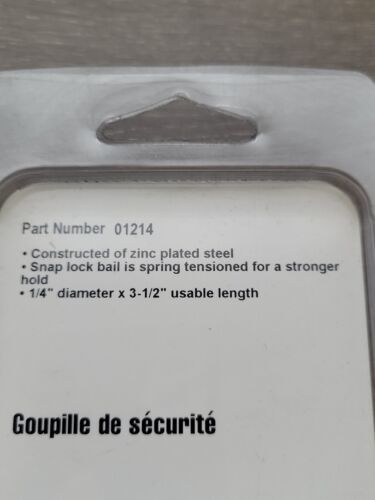 Part Number 01214
• Constructed of zinc plated steel
• Snap lock bail is spring tensioned for a stronger
hold
• 1/4" diameter x 3-1/2" usable length
Goupille de sécurité